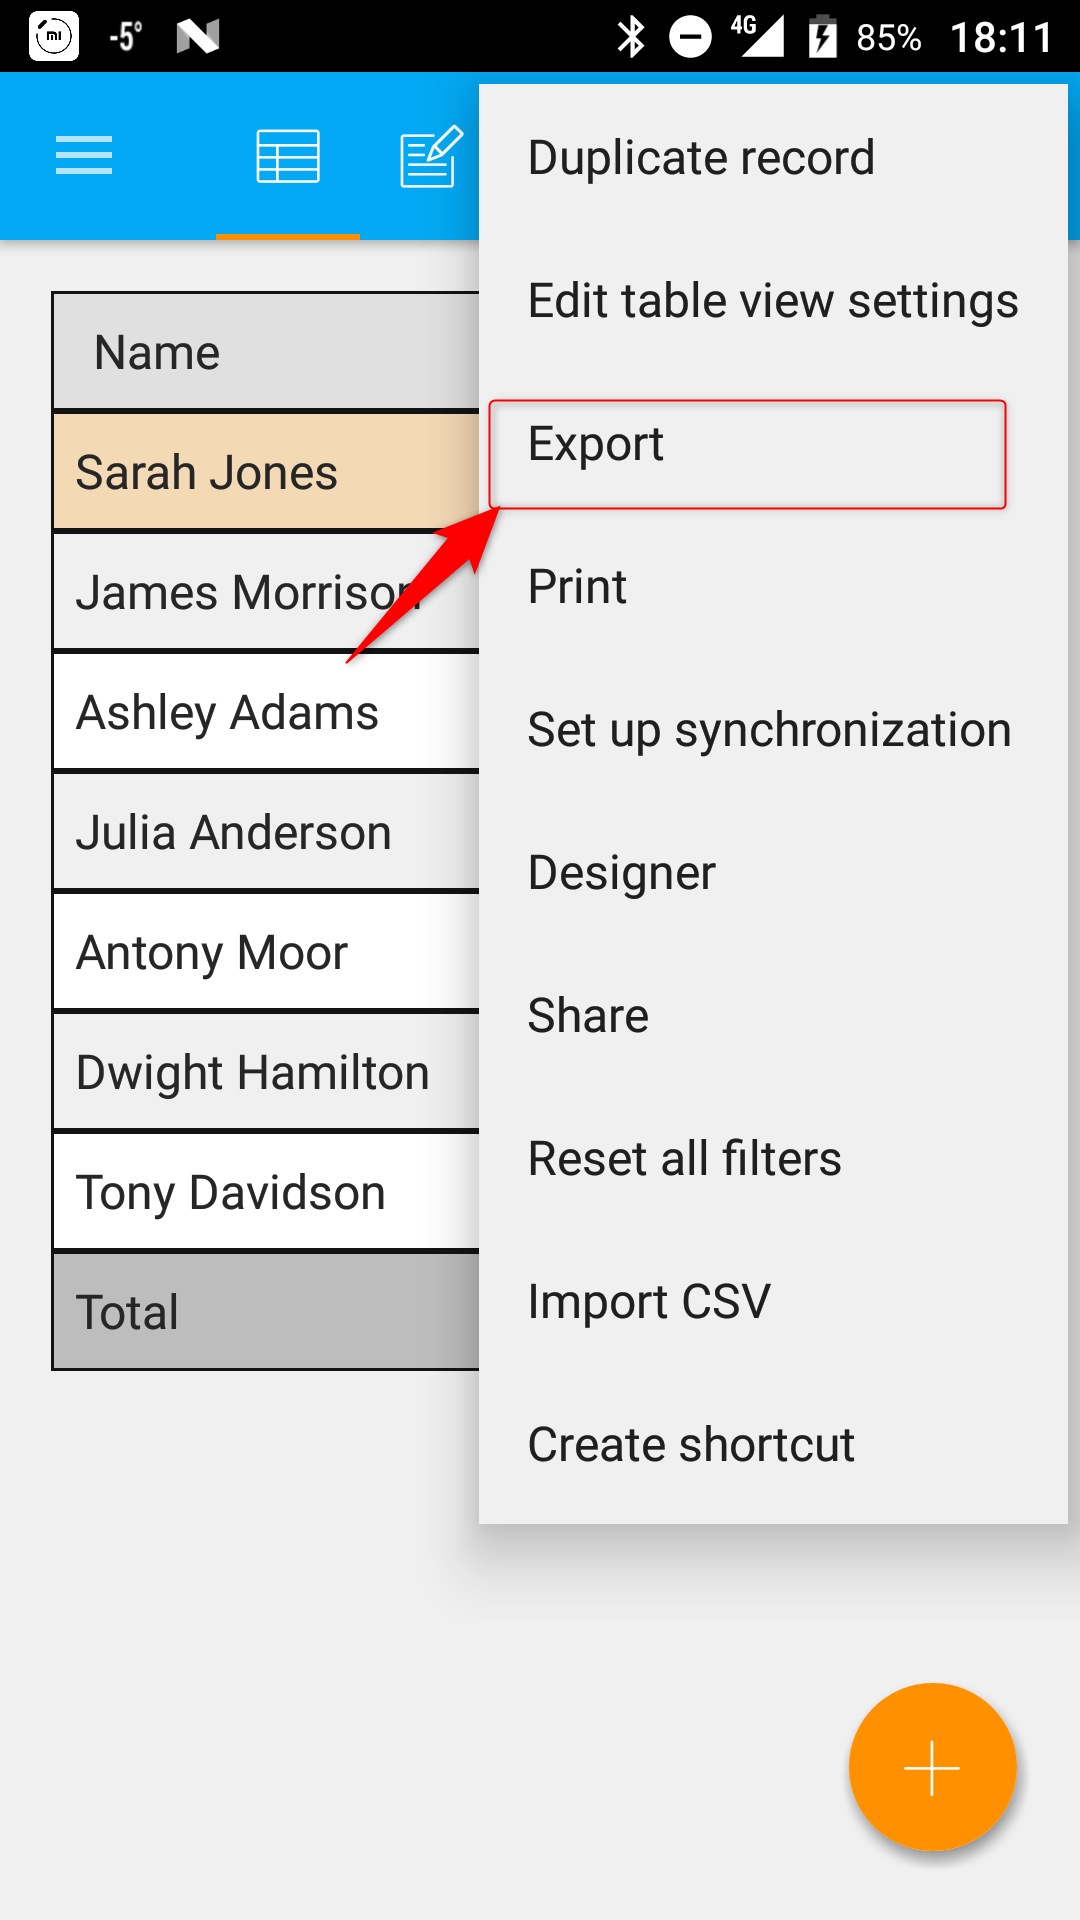 mi -5° N 4G 85% 18:11
Name
Sarah Jones
James Morrison
Ashley Adams
Julia Anderson
Antony Moor
Dwight Hamilton
Tony Davidson
Total
Duplicate record
Edit table view settings
Export
Print
Set up synchronization
Designer
Share
Reset all filters
Import CSV
Create shortcut